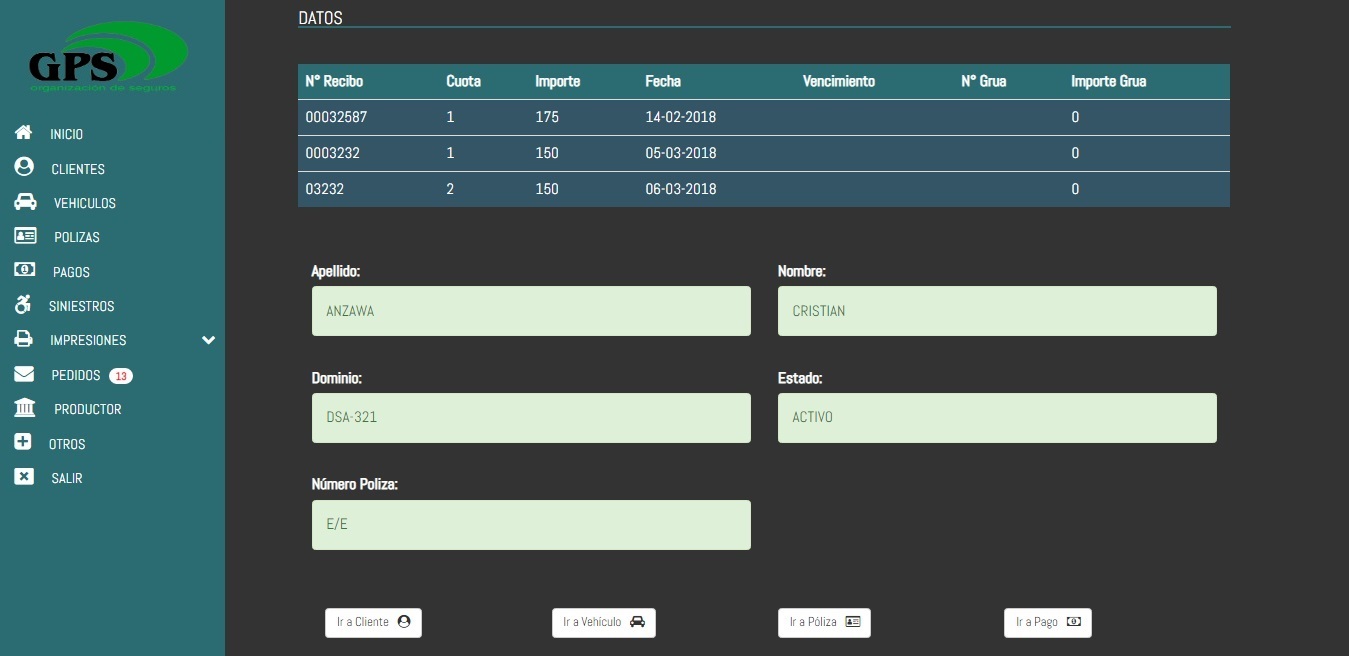 GPS
organización de seguros
INICIO
CLIENTES
VEHICULOS
POLIZAS
PAGOS
SINIESTROS
IMPRESIONES
PEDIDOS 13
PRODUCTOR
OTROS
SALIR
DATOS
N° Recibo Cuota Importe Fecha Vencimiento N° Grua Importe Grua
00032587 1 175 14-02-2018 0
0003232 1 150 05-03-2018 0
03232 2 150 06-03-2018 0
Apellido: Nombre:
ANZAWA CRISTIAN
Dominio: Estado:
DSA-321 ACTIVO
Número Poliza:
E/E
Ir a Cliente Ir a Vehículo Ir a Póliza Ir a Pago